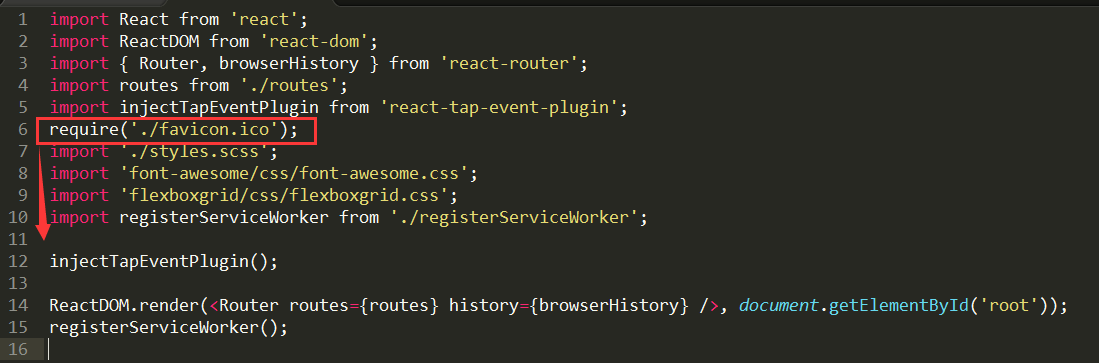 1 import React from 'react';
2 import ReactDOM from 'react-dom';
3 import { Router, browserHistory } from 'react-router';
4 import routes from './routes';
5 import injectTapEventPlugin from 'react-tap-event-plugin';
6 require('./favicon.ico');
7 import './styles.scss';
8 import 'font-awesome/css/font-awesome.css';
9 import 'flexboxgrid/css/flexboxgrid.css';
10 import registerServiceWorker from './registerServiceWorker';
11
12 injectTapEventPlugin();
13
14 ReactDOM.render(<Router routes={routes} history={browserHistory} />, document.getElementById('root'));
15 registerServiceWorker();
16